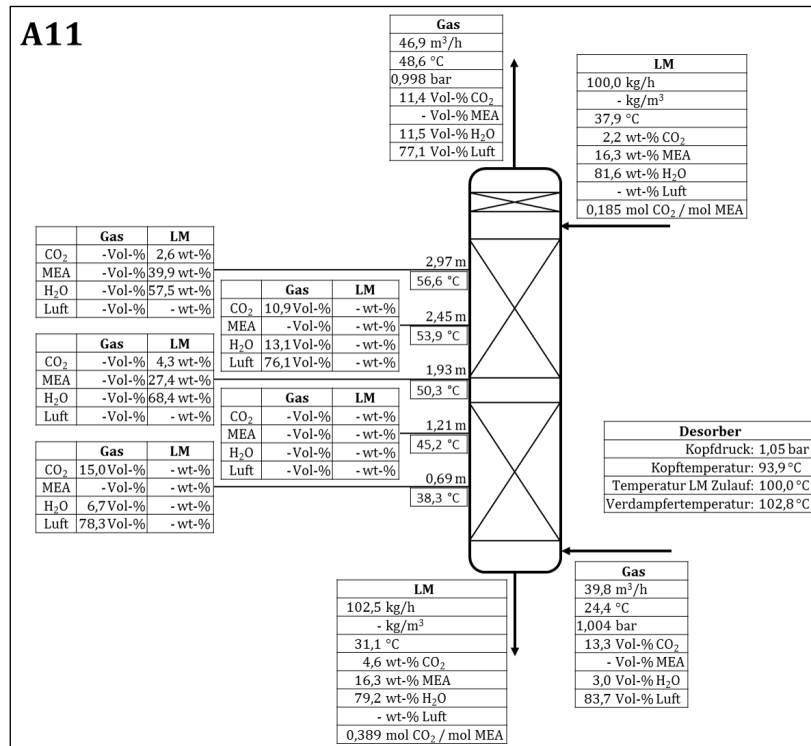 A11
Gas
46,9 m³/h
48,6 °C
0,998 bar
11,4 Vol-% CO₂
- Vol-% MEA
11,5 Vol-% H₂O
77,1 Vol-% Luft
LM
100,0 kg/h
- kg/m³
37,9 °C
2,2 wt-% CO₂
16,3 wt-% MEA
81,6 wt-% H₂O
- wt-% Luft
0,185 mol CO₂ / mol MEA
Gas LM
CO₂ -Vol-% 2,6 wt-%
MEA -Vol-% 39,9 wt-%
H₂O -Vol-% 57,5 wt-%
Luft -Vol-% - wt-%
2,97 m
56,6 °C
Gas LM
CO₂ 10,9 Vol-% - wt-%
MEA -Vol-% - wt-%
H₂O 13,1 Vol-% - wt-%
Luft 76,1 Vol-% - wt-%
2,45 m
53,9 °C
Gas LM
CO₂ -Vol-% 4,3 wt-%
MEA -Vol-% 27,4 wt-%
H₂O -Vol-% 68,4 wt-%
Luft -Vol-% - wt-%
1,93 m
50,3 °C
Gas LM
CO₂ -Vol-% - wt-%
MEA -Vol-% - wt-%
H₂O -Vol-% - wt-%
Luft -Vol-% - wt-%
1,21 m
45,2 °C
Gas LM
CO₂ 15,0 Vol-% - wt-%
MEA -Vol-% - wt-%
H₂O 6,7 Vol-% - wt-%
Luft 78,3 Vol-% - wt-%
0,69 m
38,3 °C
Desorber
Kopfdruck: 1,05 bar
Kopftemperatur: 93,9 °C
Temperatur LM Zulauf: 100,0 °C
Verdampfertemperatur: 102,8 °C
LM
102,5 kg/h
- kg/m³
31,1 °C
4,6 wt-% CO₂
16,3 wt-% MEA
79,2 wt-% H₂O
- wt-% Luft
0,389 mol CO₂ / mol MEA
Gas
39,8 m³/h
24,4 °C
1,004 bar
13,3 Vol-% CO₂
- Vol-% MEA
3,0 Vol-% H₂O
83,7 Vol-% Luft